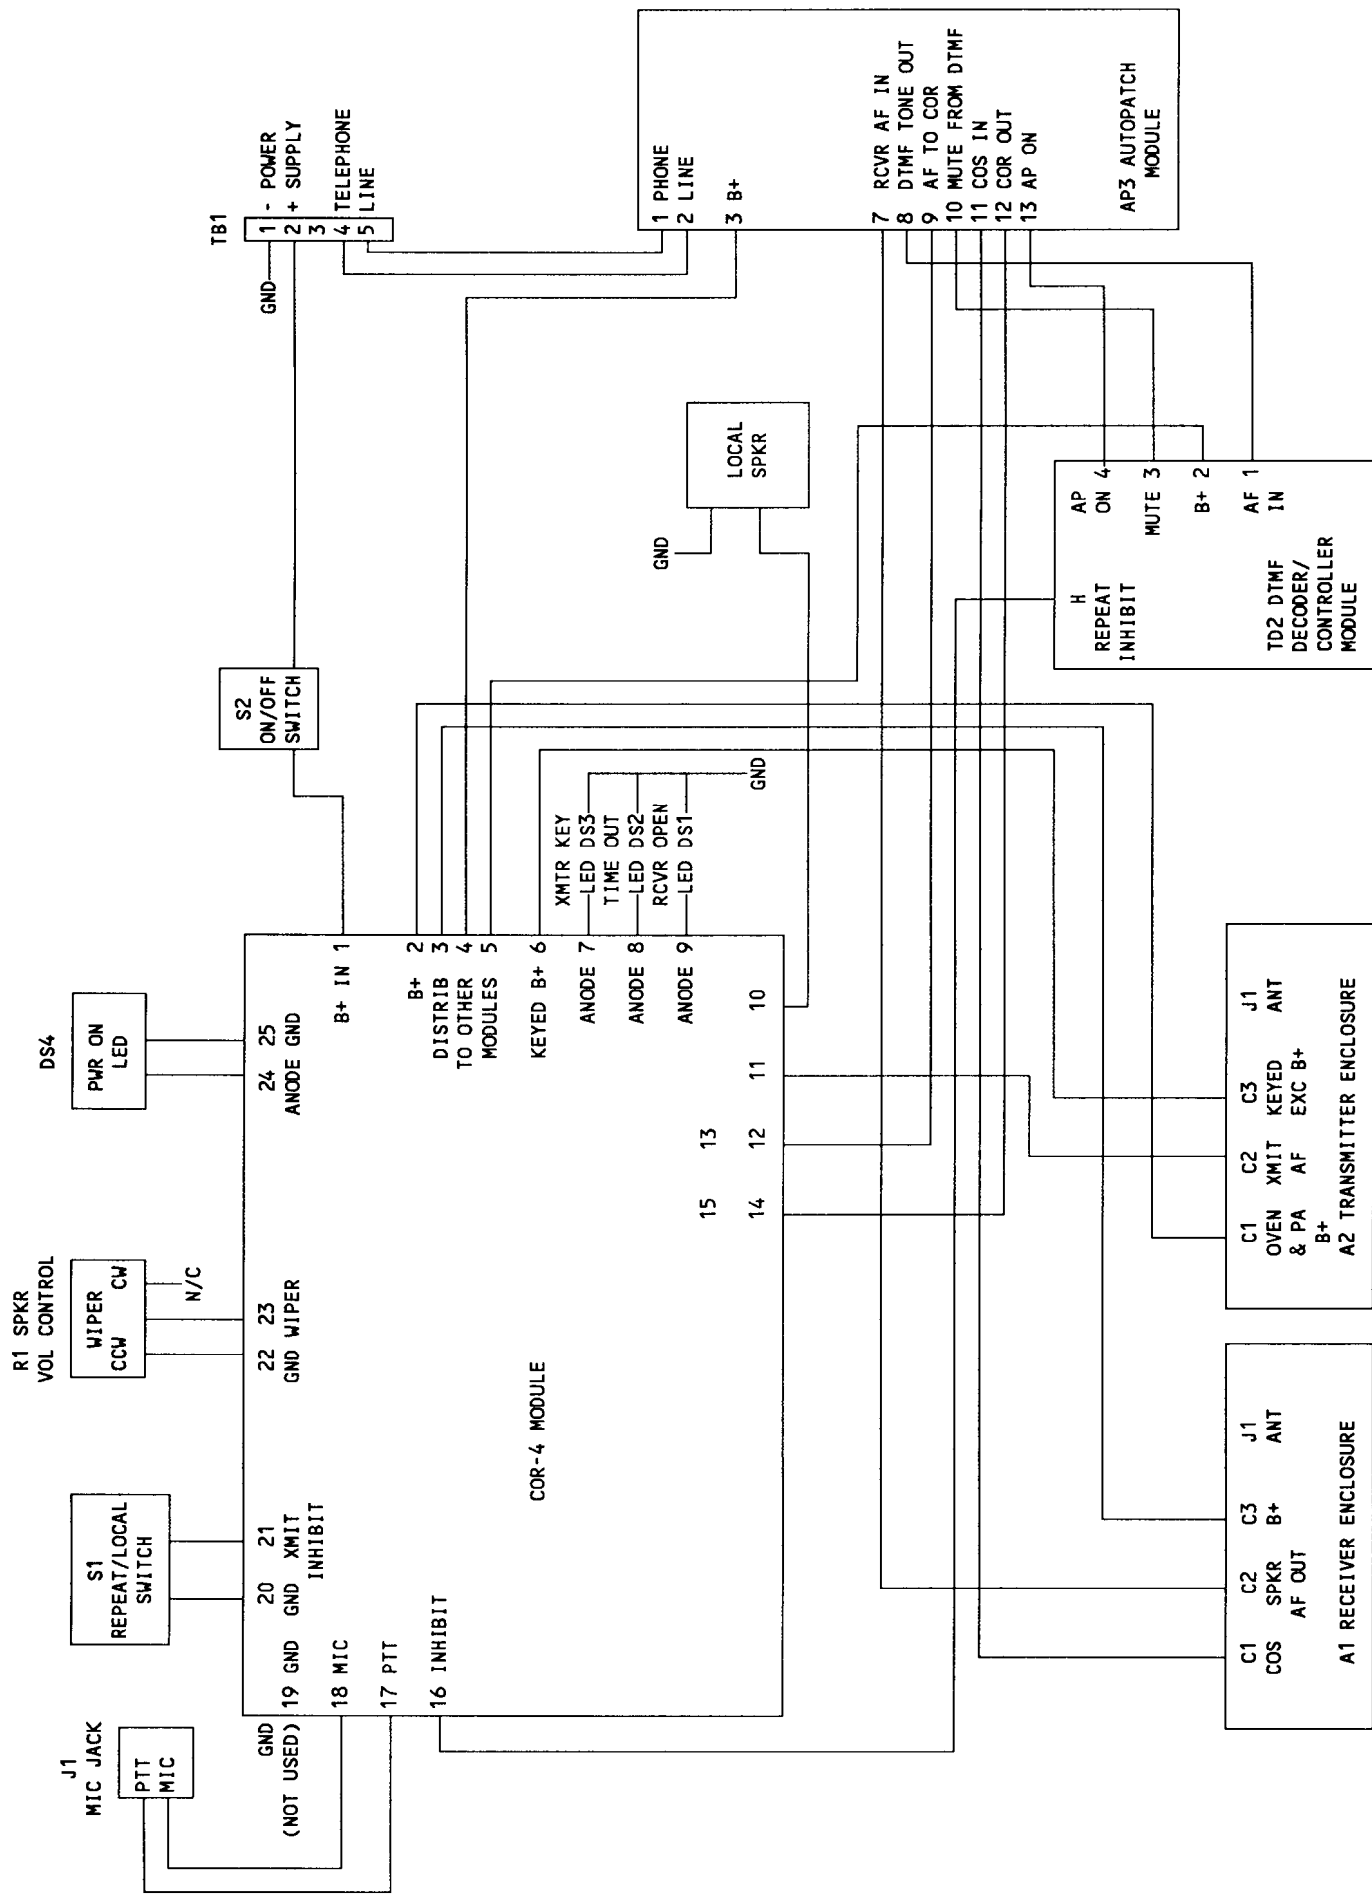 J1
MIC JACK
PTT
MIC
S1
REPEAT/LOCAL
SWITCH
R1 SPKR
VOL CONTROL
WIPER
CCW CW
N/C
DS4
PWR ON
LED
S2
ON/OFF
SWITCH
TB1
1 - POWER
2 + SUPPLY
3
4 TELEPHONE
5 LINE
GND
GND
(NOT USED)
19 GND
18 MIC
17 PTT
16 INHIBIT
20 21
GND XMIT
INHIBIT
22 23
GND WIPER
24 25
ANODE GND
B+ IN 1
B+ 2
DISTRIB 3
TO OTHER 4
MODULES 5
KEYED B+ 6
ANODE 7
ANODE 8
ANODE 9
COR-4 MODULE
15 13
14 12 11 10
XMTR KEY
LED DS3
TIME OUT
LED DS2
RCVR OPEN
LED DS1
GND
GND
LOCAL
SPKR
1 PHONE
2 LINE
3 B+
7 RCVR AF IN
8 DTMF TONE OUT
9 AF TO COR
10 MUTE FROM DTMF
11 COS IN
12 COR OUT
13 AP ON
AP3 AUTOPATCH
MODULE
H
REPEAT
INHIBIT
AP
ON 4
MUTE 3
B+ 2
AF 1
IN
TD2 DTMF
DECODER/
CONTROLLER
MODULE
C1 C2 C3 J1
COS SPKR B+ ANT
AF OUT
A1 RECEIVER ENCLOSURE
C1 C2 C3 J1
OVEN XMIT KEYED ANT
& PA AF EXC B+
B+
A2 TRANSMITTER ENCLOSURE